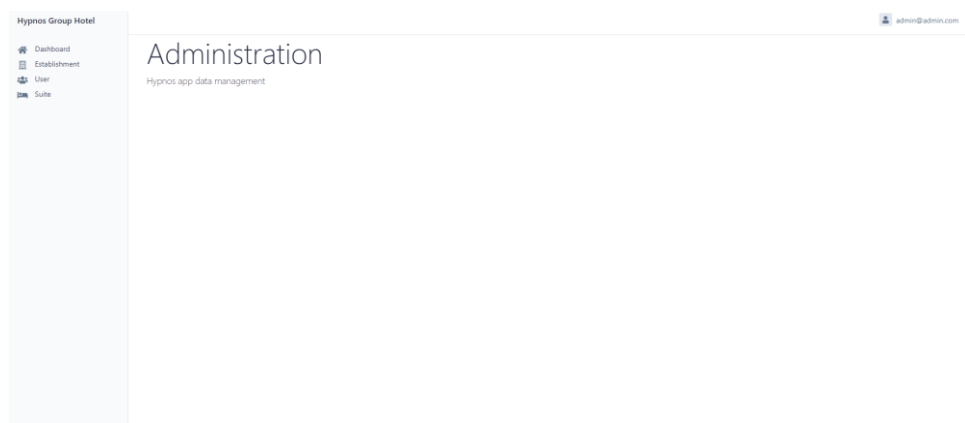 Hypnos Group Hotel
admin@admin.com
Dashboard
Establishment
User
Suite
Administration
Hypnos app data management